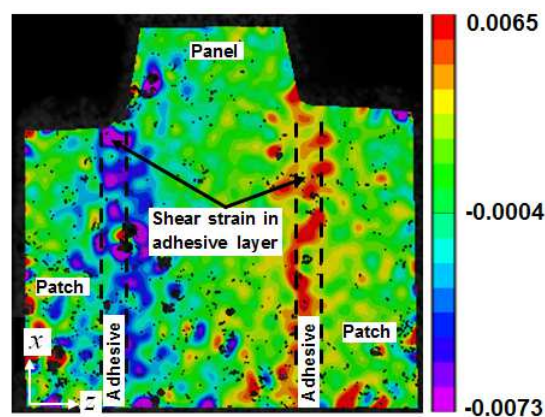 Panel
0.0065
Shear strain in
adhesive layer
-0.0004
Patch
Adhesive
Adhesive
Patch
x
-0.0073